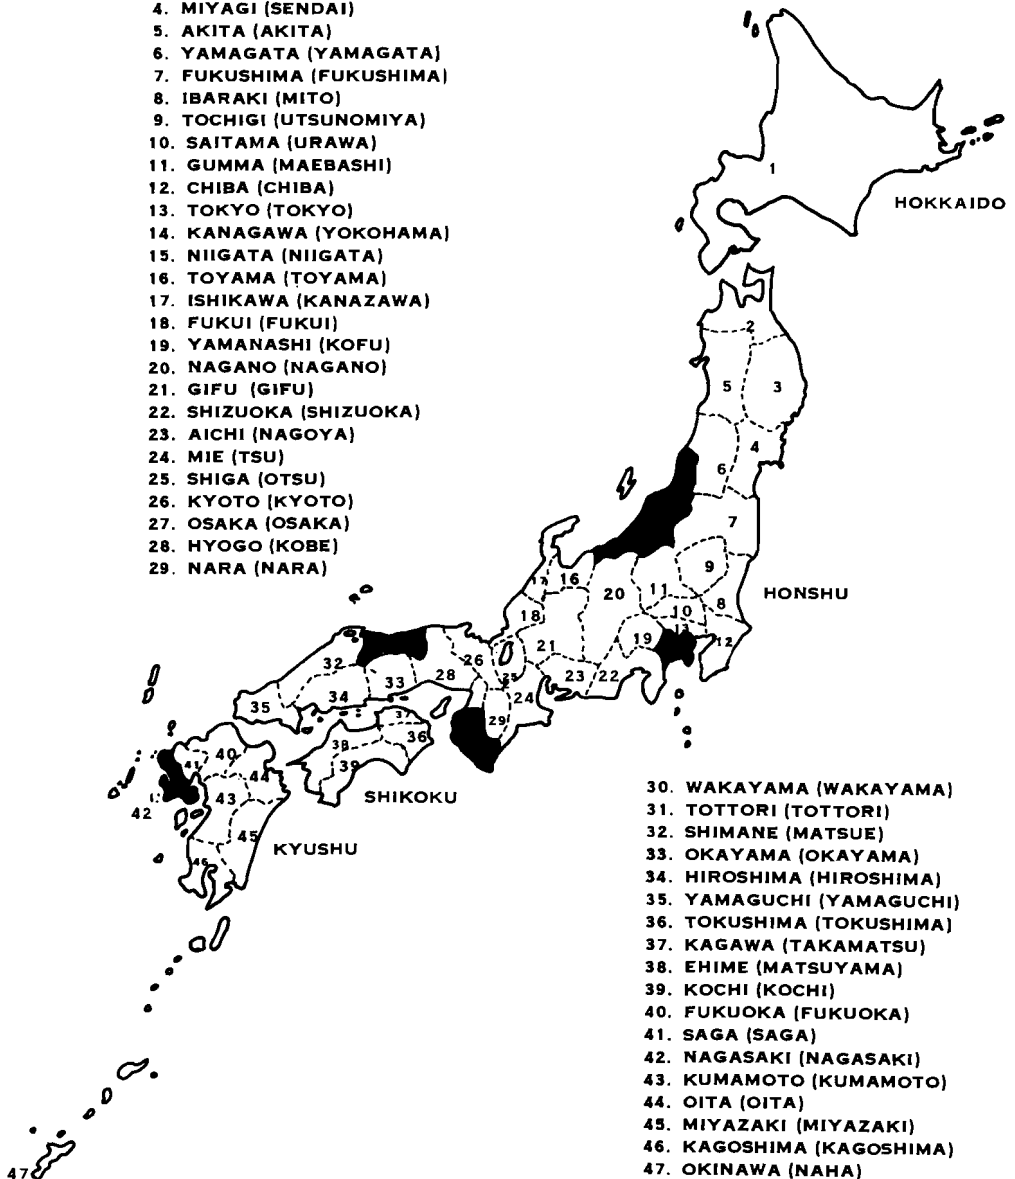 4. MIYAGI (SENDAI)
5. AKITA (AKITA)
6. YAMAGATA (YAMAGATA)
7. FUKUSHIMA (FUKUSHIMA)
8. IBARAKI (MITO)
9. TOCHIGI (UTSUNOMIYA)
10. SAITAMA (URAWA)
11. GUMMA (MAEBASHI)
12. CHIBA (CHIBA)
13. TOKYO (TOKYO)
14. KANAGAWA (YOKOHAMA)
15. NIIGATA (NIIGATA)
16. TOYAMA (TOYAMA)
17. ISHIKAWA (KANAZAWA)
18. FUKUI (FUKUI)
19. YAMANASHI (KOFU)
20. NAGANO (NAGANO)
21. GIFU (GIFU)
22. SHIZUOKA (SHIZUOKA)
23. AICHI (NAGOYA)
24. MIE (TSU)
25. SHIGA (OTSU)
26. KYOTO (KYOTO)
27. OSAKA (OSAKA)
28. HYOGO (KOBE)
29. NARA (NARA)
1
HOKKAIDO
2
5
3
4
6
7
9
17
16
20
11
8
HONSHU
10
18
13
19
12
21
32
26
33
28
25
23
22
34
24
35
37
29
36
38
40
41
39
44
43
SHIKOKU
42
45
KYUSHU
46
47
30. WAKAYAMA (WAKAYAMA)
31. TOTTORI (TOTTORI)
32. SHIMANE (MATSUE)
33. OKAYAMA (OKAYAMA)
34. HIROSHIMA (HIROSHIMA)
35. YAMAGUCHI (YAMAGUCHI)
36. TOKUSHIMA (TOKUSHIMA)
37. KAGAWA (TAKAMATSU)
38. EHIME (MATSUYAMA)
39. KOCHI (KOCHI)
40. FUKUOKA (FUKUOKA)
41. SAGA (SAGA)
42. NAGASAKI (NAGASAKI)
43. KUMAMOTO (KUMAMOTO)
44. OITA (OITA)
45. MIYAZAKI (MIYAZAKI)
46. KAGOSHIMA (KAGOSHIMA)
47. OKINAWA (NAHA)